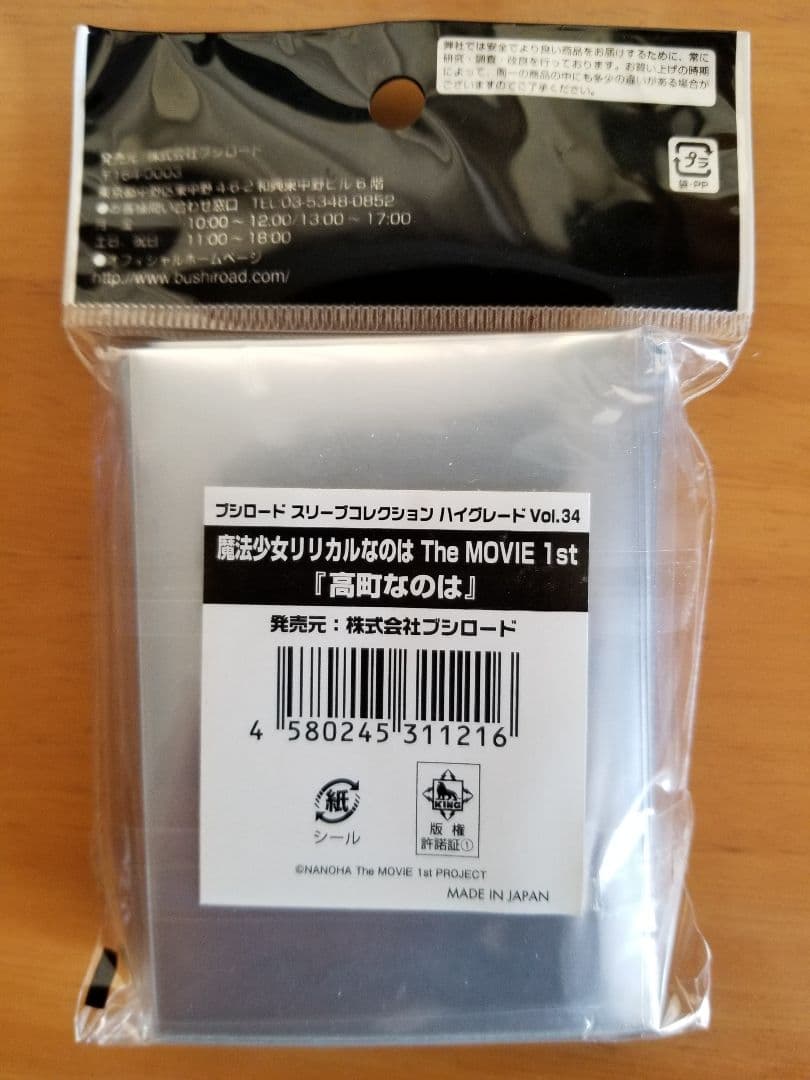 弊社では安全でより良い商品をお届けするために、常に
研究・調査・改良を行っております。お買い上げの時期
によって、同一の商品の中にも多少の違いがある場合が
ございますのでご了承ください。
プラ
袋・PP
発売元：株式会社ブシロード
〒164-0003
東京都中野区東中野 4-6-2 和興東中野ビル 6 階
●お客様問い合わせ窓口 TEL 03-5348-0852
10:00 ~ 12:00/13:00 ~ 17:00
土日、祝日 11:00 ~ 18:00
●オフィシャルホームページ
http://www.bushiroad.com/
ブシロード スリーブコレクション ハイグレード Vol.34
魔法少女リリカルなのは The MOVIE 1st
『高町なのは』
発売元：株式会社ブシロード
4 580245 311216
紙
シール
KING
版権
許諾証①
©NANOHA The MOVIE 1st PROJECT
MADE IN JAPAN